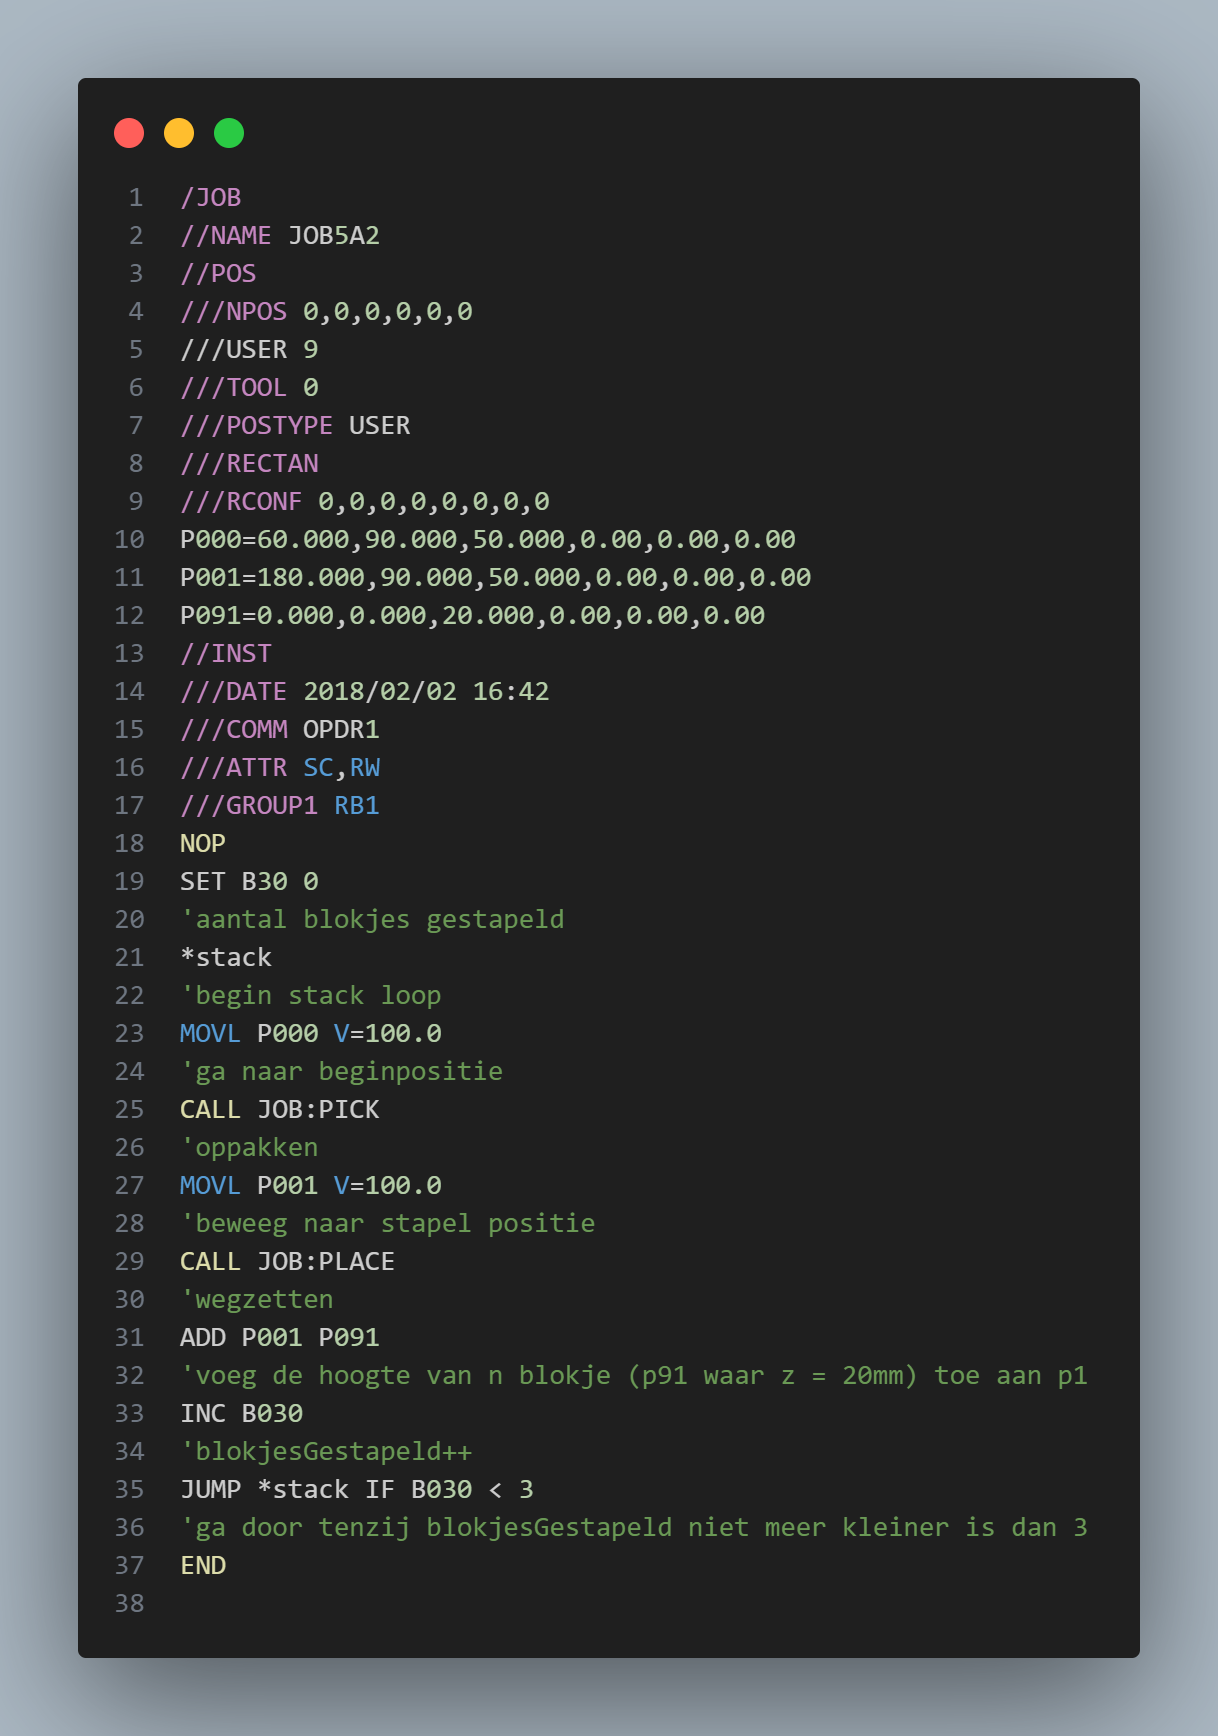 1 /JOB
2 //NAME JOB5A2
3 //POS
4 ///NPOS 0,0,0,0,0,0
5 ///USER 9
6 ///TOOL 0
7 ///POSTYPE USER
8 ///RECTAN
9 ///RCONF 0,0,0,0,0,0,0,0
10 P000=60.000,90.000,50.000,0.00,0.00,0.00
11 P001=180.000,90.000,50.000,0.00,0.00,0.00
12 P091=0.000,0.000,20.000,0.00,0.00,0.00
13 //INST
14 ///DATE 2018/02/02 16:42
15 ///COMM OPDR1
16 ///ATTR SC,RW
17 ///GROUP1 RB1
18 NOP
19 SET B30 0
20 'aantal blokjes gestapeld
21 *stack
22 'begin stack loop
23 MOVL P000 V=100.0
24 'ga naar beginpositie
25 CALL JOB:PICK
26 'oppakken
27 MOVL P001 V=100.0
28 'beweeg naar stapel positie
29 CALL JOB:PLACE
30 'wegzetten
31 ADD P001 P091
32 'voeg de hoogte van n blokje (p91 waar z = 20mm) toe aan p1
33 INC B030
34 'blokjesGestapeld++
35 JUMP *stack IF B030 < 3
36 'ga door tenzij blokjesGestapeld niet meer kleiner is dan 3
37 END
38